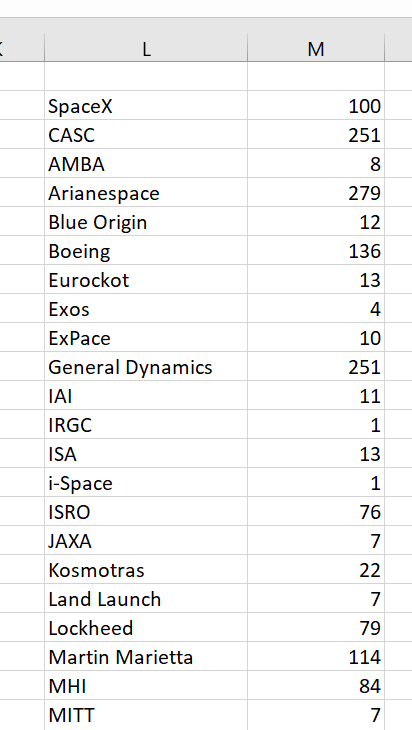 L M
SpaceX 100
CASC 251
AMBA 8
Arianespace 279
Blue Origin 12
Boeing 136
Eurockot 13
Exos 4
ExPace 10
General Dynamics 251
IAI 11
IRGC 1
ISA 13
i-Space 1
ISRO 76
JAXA 7
Kosmotras 22
Land Launch 7
Lockheed 79
Martin Marietta 114
MHI 84
MITT 7